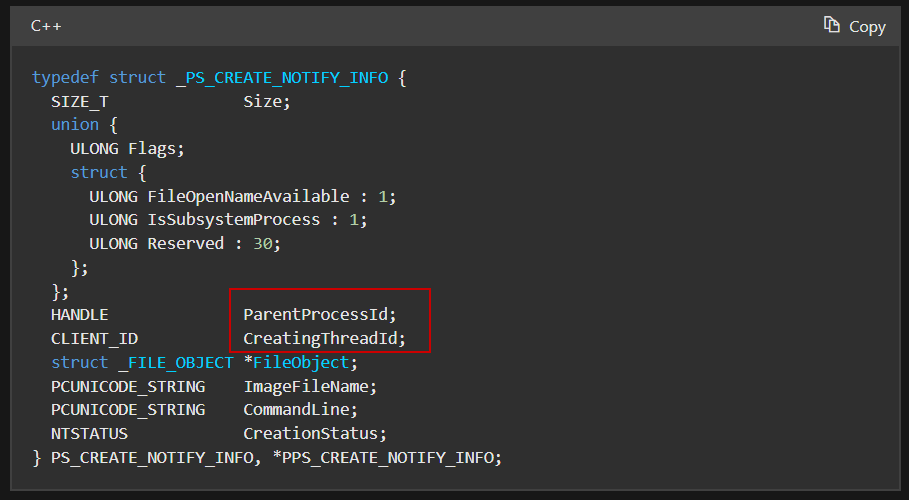 C++
Copy
typedef struct _PS_CREATE_NOTIFY_INFO {
  SIZE_T              Size;
  union {
    ULONG Flags;
    struct {
      ULONG FileOpenNameAvailable : 1;
      ULONG IsSubsystemProcess : 1;
      ULONG Reserved : 30;
    };
  };
  HANDLE              ParentProcessId;
  CLIENT_ID           CreatingThreadId;
  struct _FILE_OBJECT *FileObject;
  PCUNICODE_STRING    ImageFileName;
  PCUNICODE_STRING    CommandLine;
  NTSTATUS            CreationStatus;
} PS_CREATE_NOTIFY_INFO, *PPS_CREATE_NOTIFY_INFO;